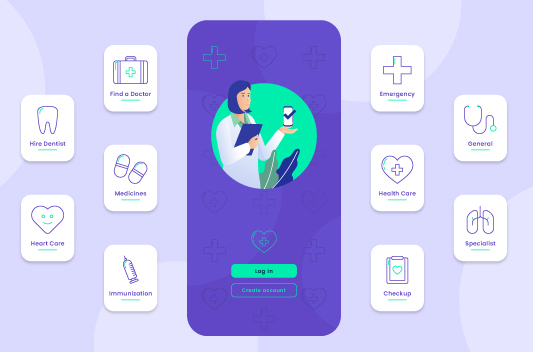 Find a Doctor
Emergency
Hire Dentist
General
Medicines
Health Care
Heart Care
Specialist
Immunization
Checkup
Log in
Create account